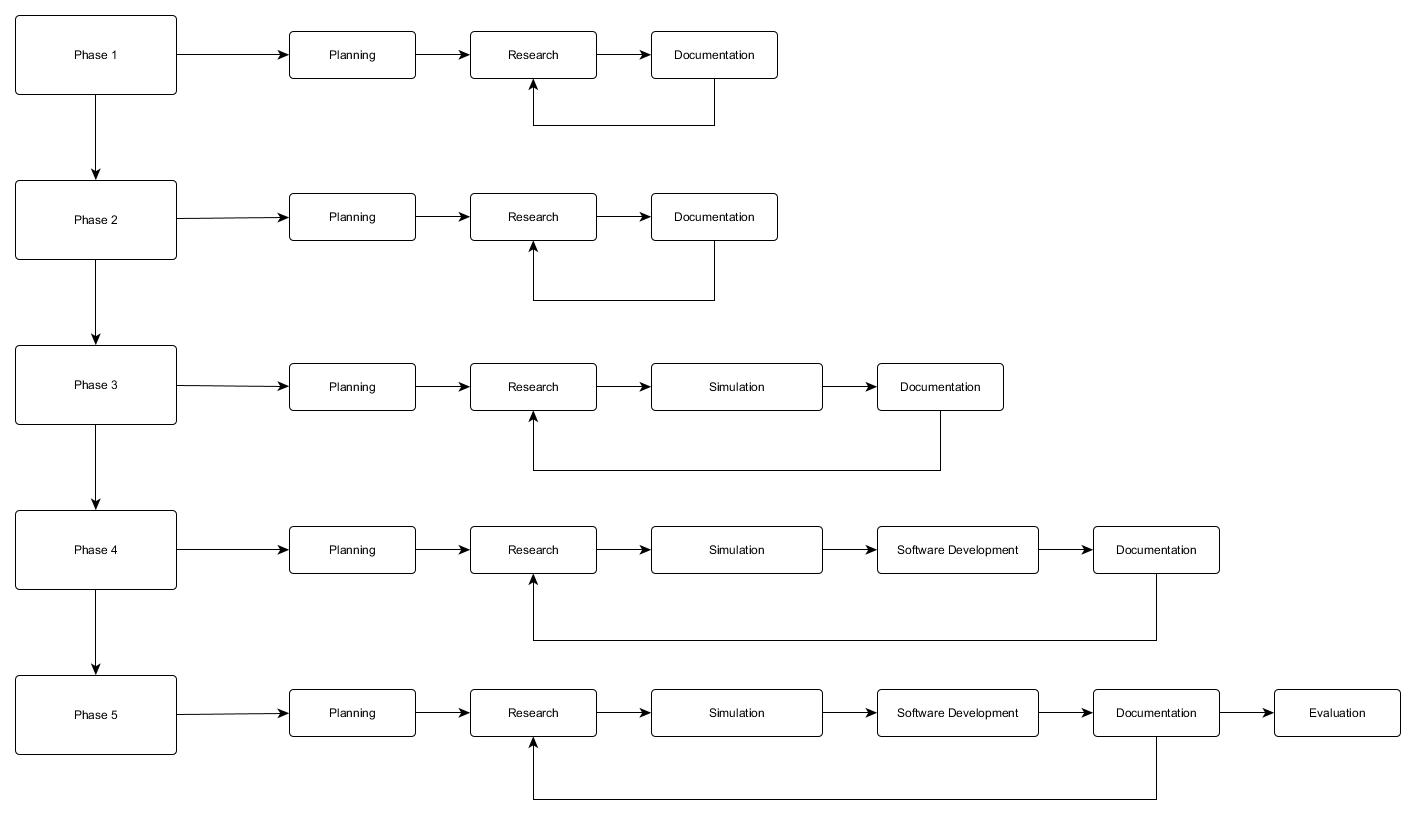 Phase 1
Planning
Research
Documentation
Phase 2
Planning
Research
Documentation
Phase 3
Planning
Research
Simulation
Documentation
Phase 4
Planning
Research
Simulation
Software Development
Documentation
Phase 5
Planning
Research
Simulation
Software Development
Documentation
Evaluation